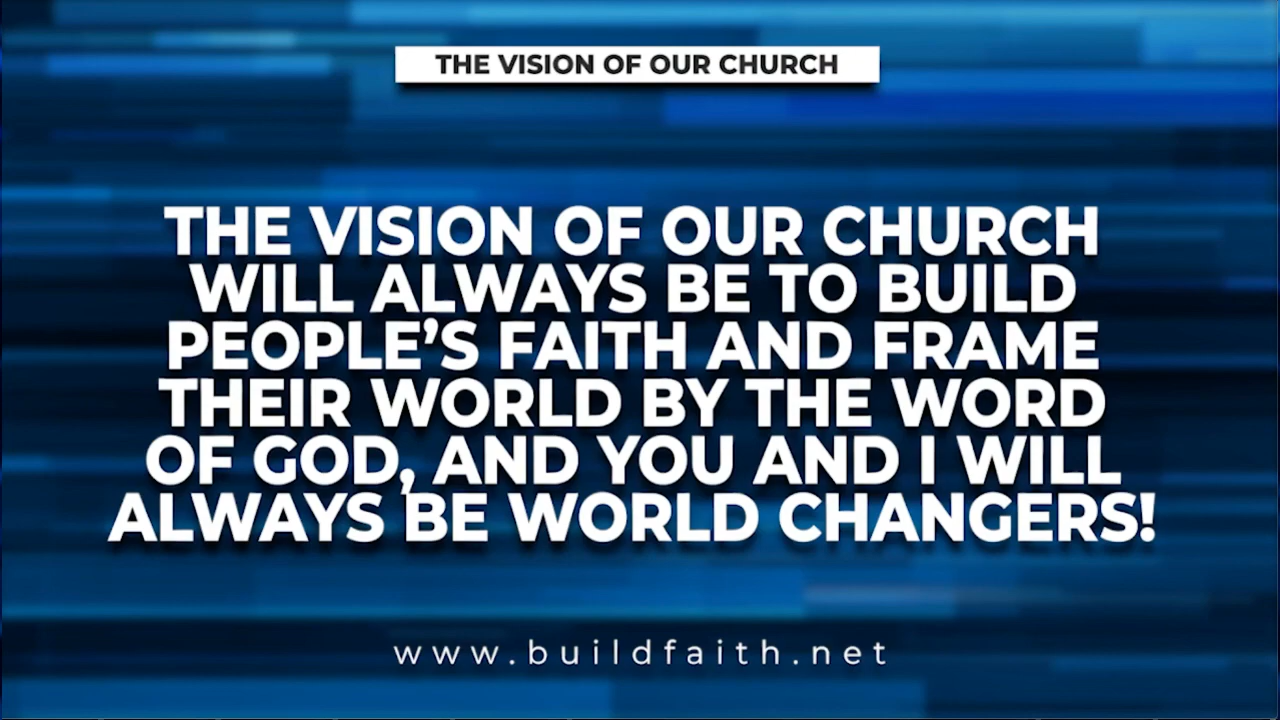 THE VISION OF OUR CHURCH
THE VISION OF OUR CHURCH
WILL ALWAYS BE TO BUILD
PEOPLE’S FAITH AND FRAME
THEIR WORLD BY THE WORD
OF GOD, AND YOU AND I WILL
ALWAYS BE WORLD CHANGERS!
www.buildfaith.net